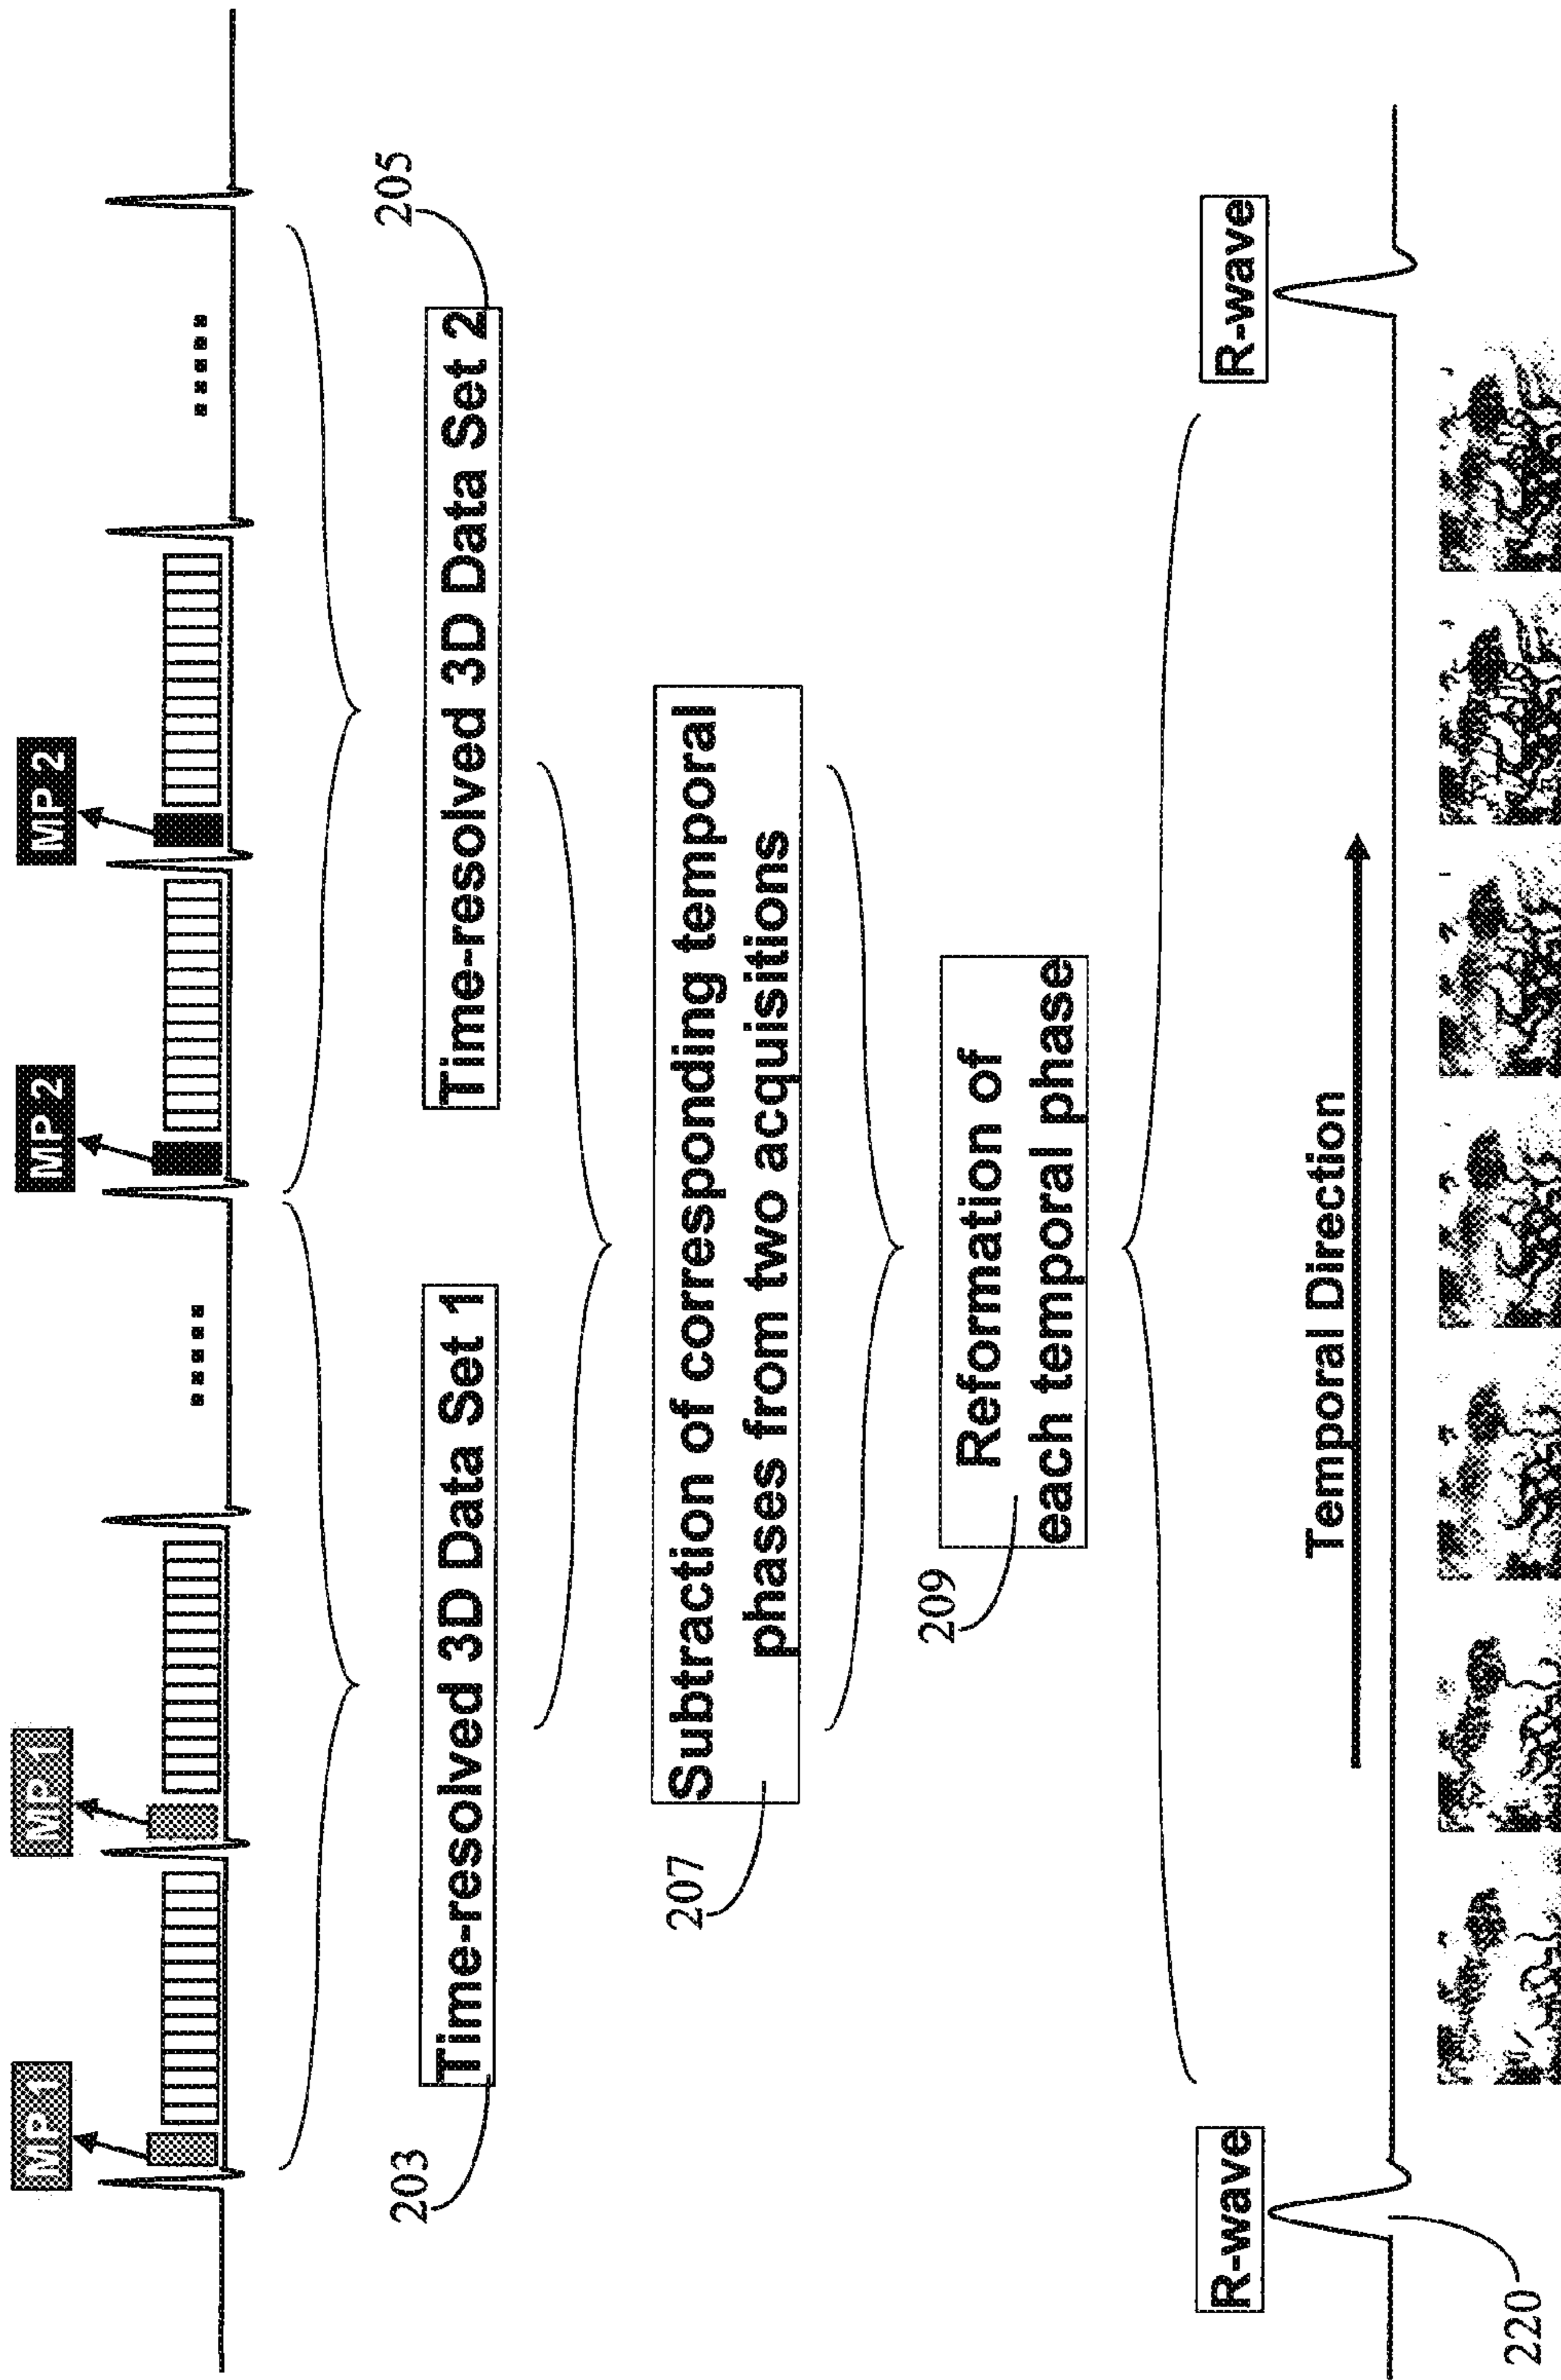 MP 1
MP 1
MP 2
MP 2
203
Time-resolved 3D Data Set 1
Time-resolved 3D Data Set 2
205
207
Subtraction of corresponding temporal
phases from two acquisitions
209
Reformation of
each temporal phase
R-wave
R-wave
Temporal Direction
220